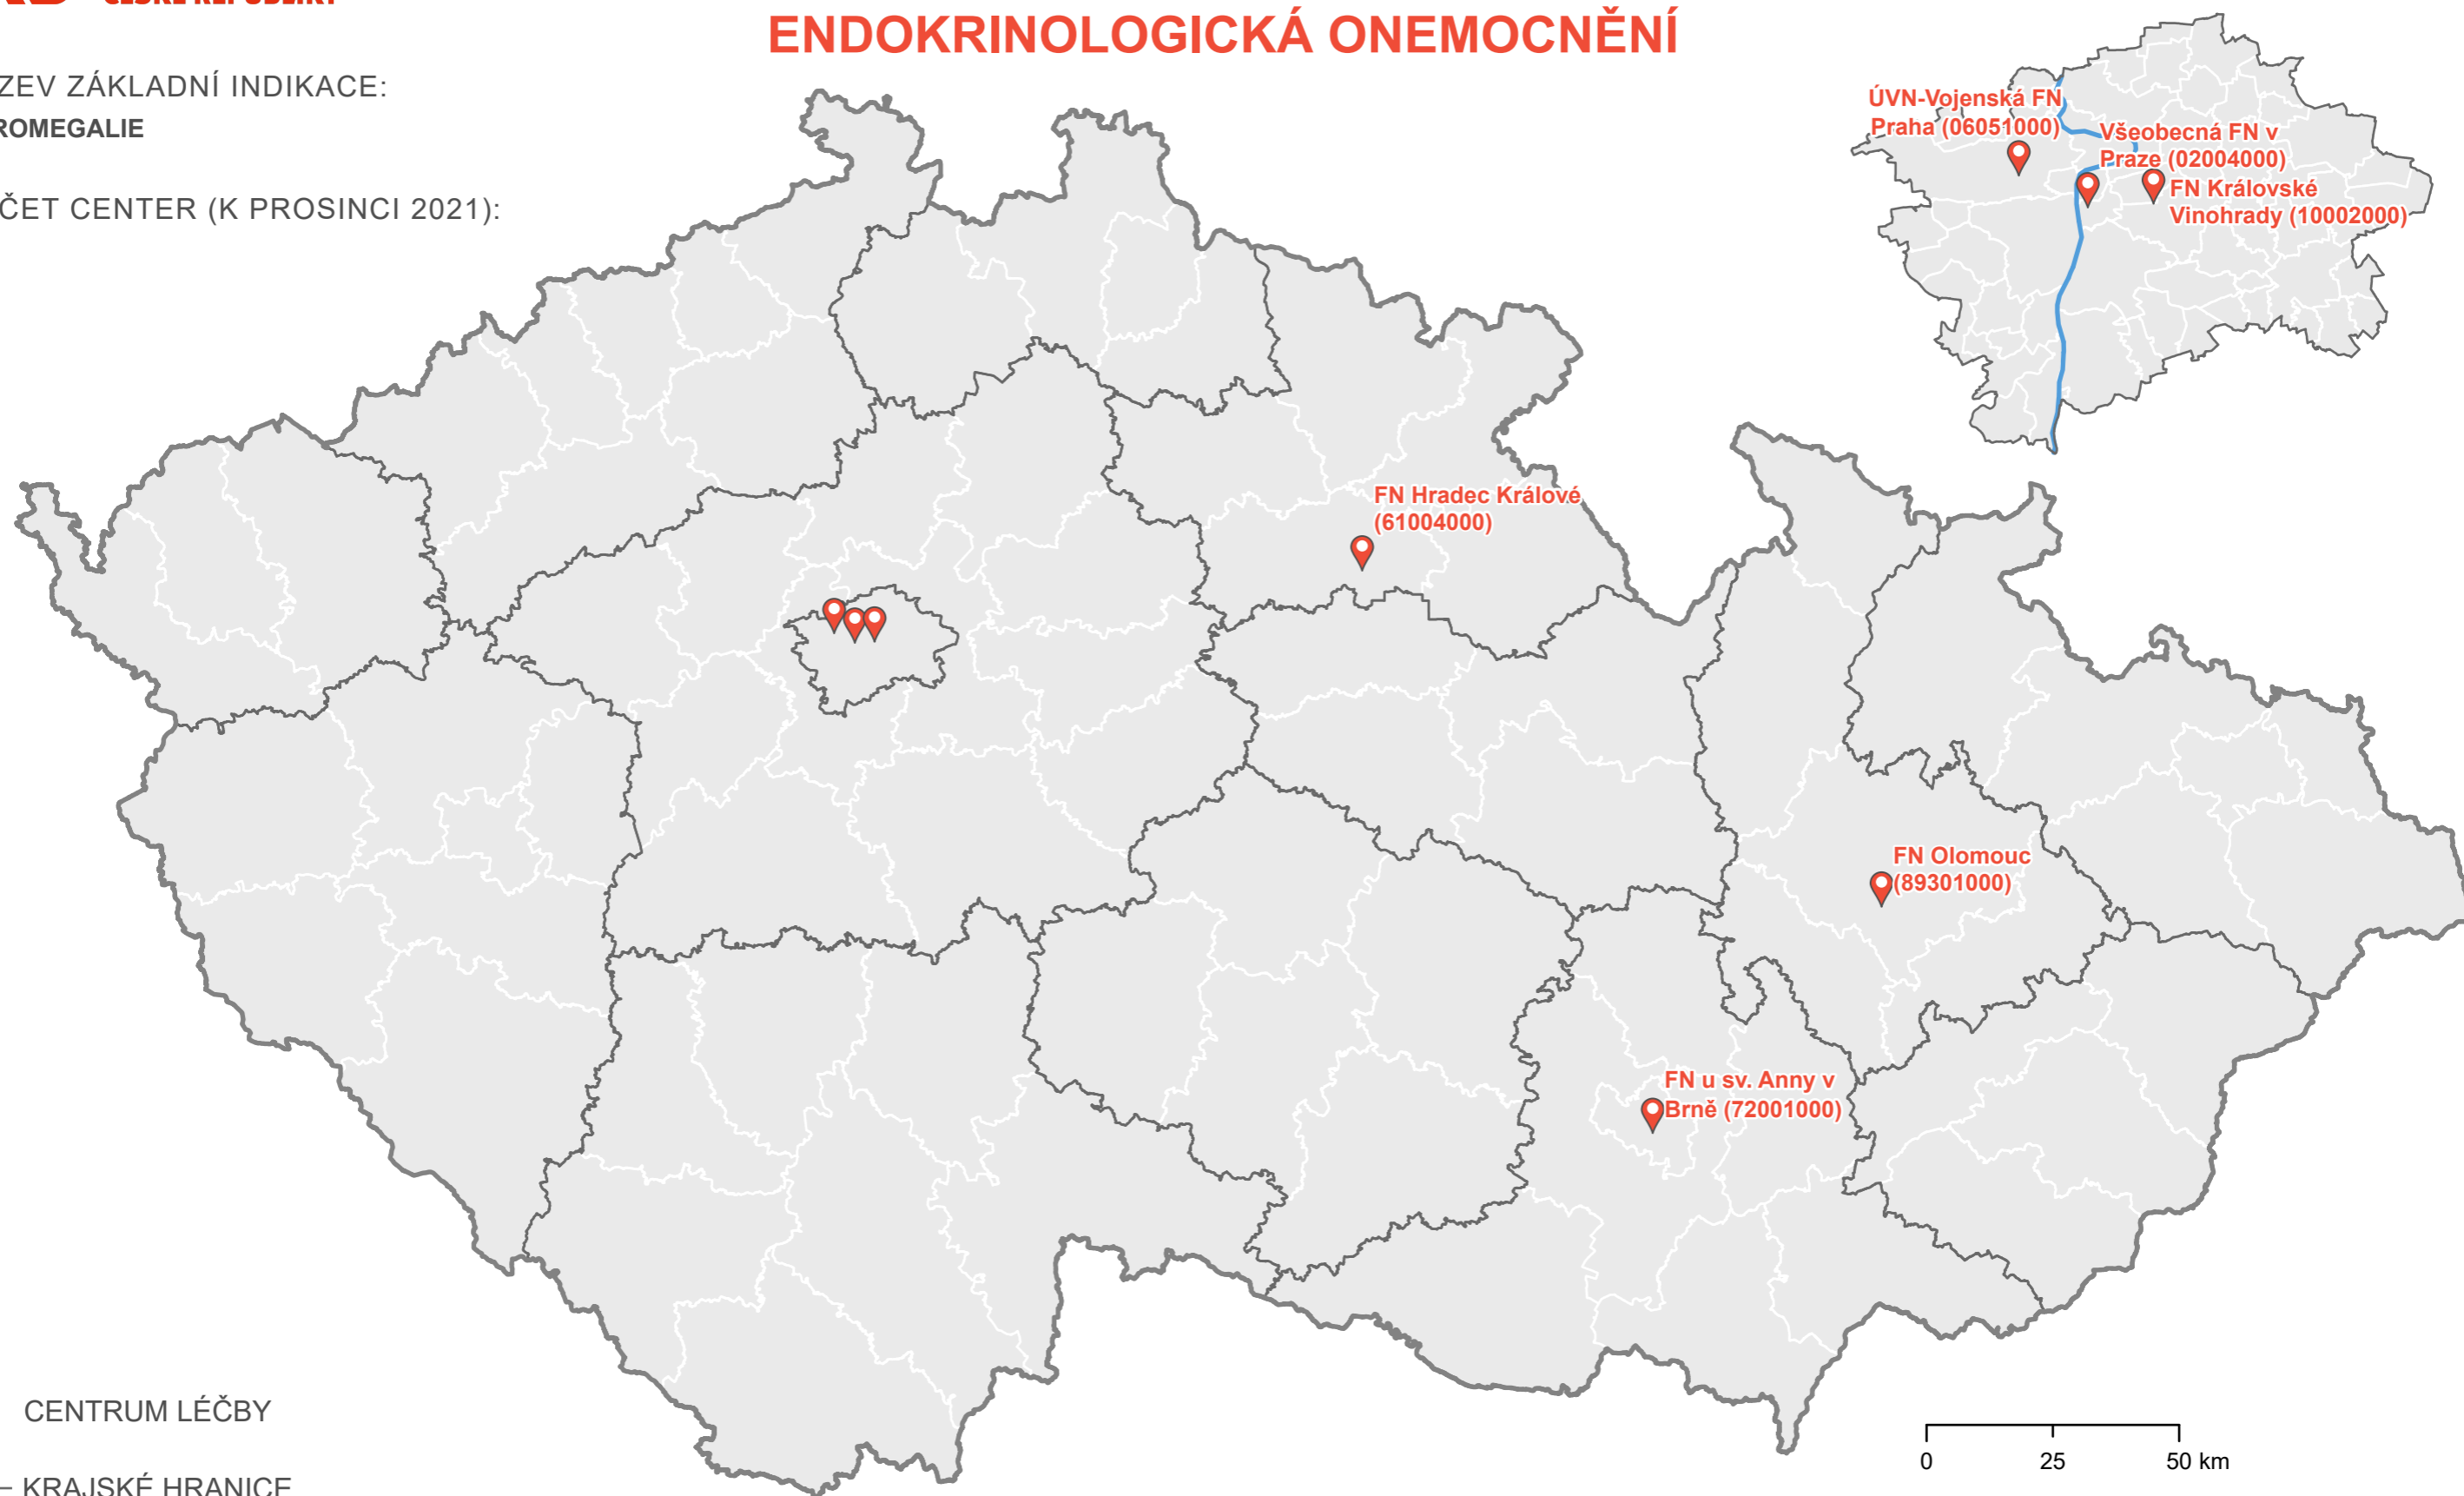 ENDOKRINOLOGICKÁ ONEMOCNĚNÍ
ZEV ZÁKLADNÍ INDIKACE:
ROMEGALIE
ČET CENTER (K PROSINCI 2021):
ÚVN-Vojenská FN
Praha (06051000)
Všeobecná FN v
Praze (02004000)
FN Královské
Vinohrady (10002000)
FN Hradec Králové
(61004000)
FN Olomouc
(89301000)
FN u sv. Anny v
Brně (72001000)
CENTRUM LÉČBY
KRAJSKÉ HRANICE
0 25 50 km